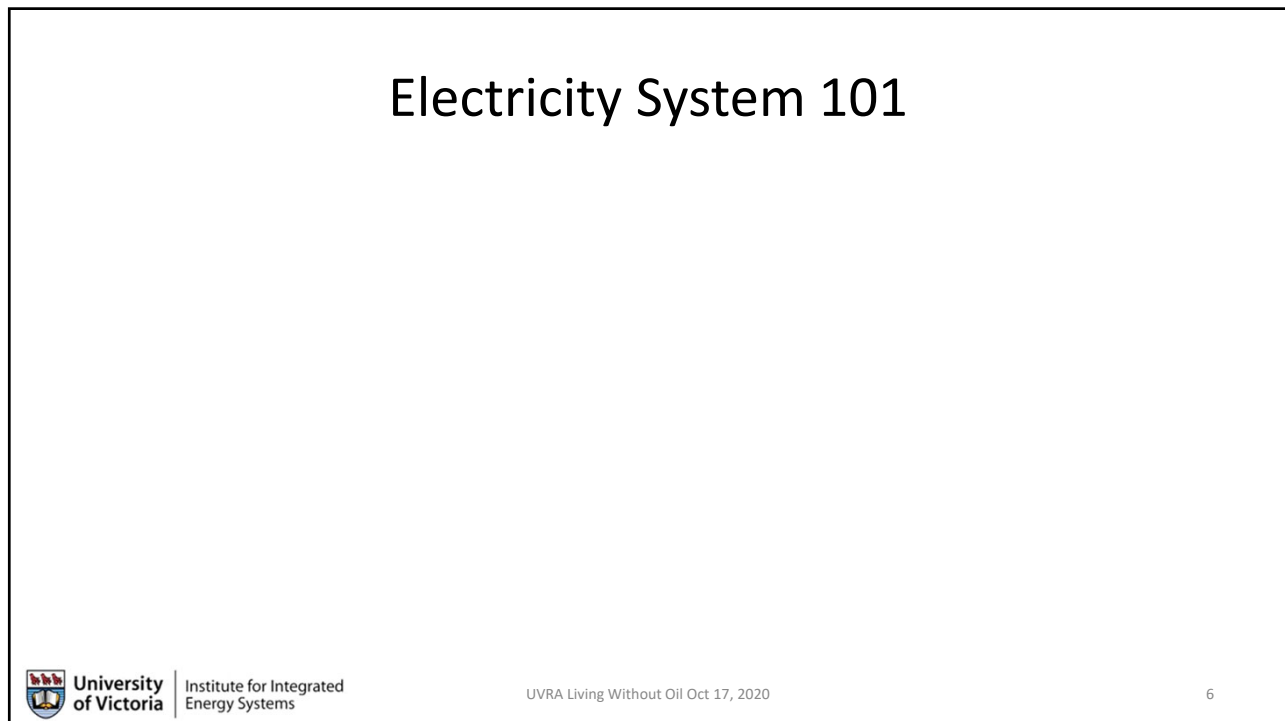 Electricity System 101
University
of Victoria
Institute for Integrated
Energy Systems
UVRA Living Without Oil Oct 17, 2020
6